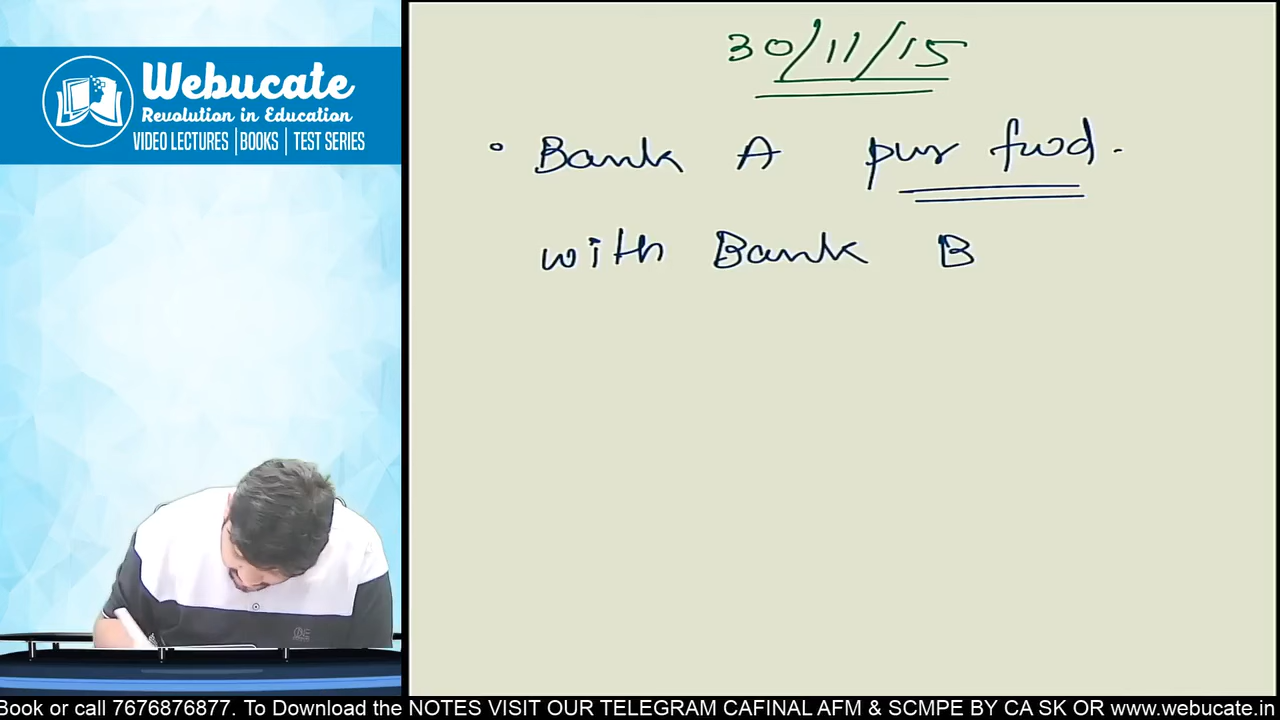 Webucate
Revolution in Education
VIDEO LECTURES | BOOKS | TEST SERIES
30/11/15
• Bank A pur fwd.
with Bank B
Book or call 7676876877. To Download the NOTES VISIT OUR TELEGRAM CAFINAL AFM & SCMPE BY CA SK OR www.webucate.in